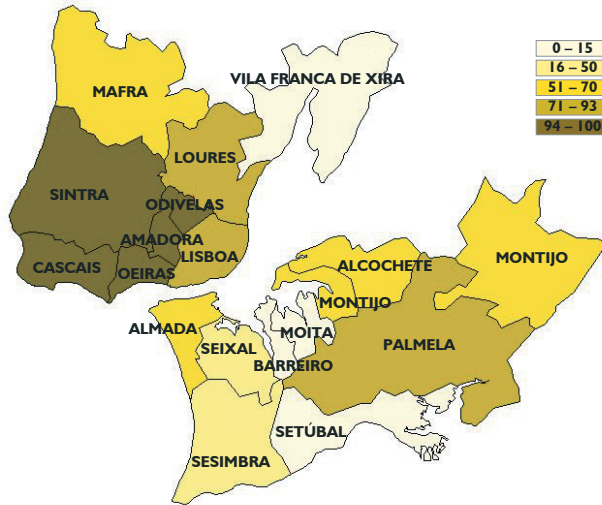 VILA FRANCA DE XIRA
MAFRA
LOURES
SINTRA
ODIVELAS
AMADORA
LISBOA
CASCAIS
OEIRAS
0 – 15
16 – 50
51 – 70
71 – 93
94 – 100
MONTIJO
ALCOCHETE
MONTIJO
ALMADA
MOITA
SEIXAL
PALMELA
BARREIRO
SETÚBAL
SESIMBRA